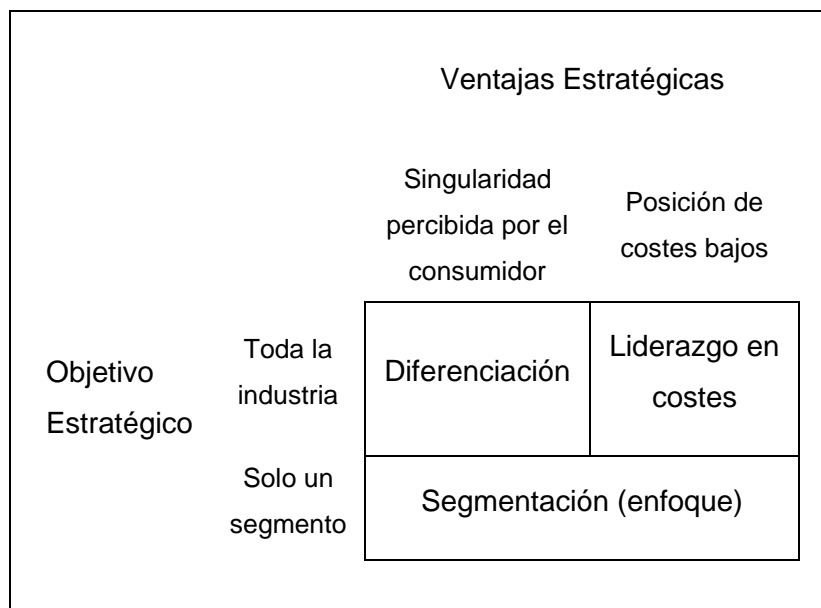 Ventajas Estratégicas
Singularidad
percibida por el
consumidor
Posición de
costes bajos
Objetivo
Estratégico
Toda la
industria
Diferenciación
Liderazgo en
costes
Solo un
segmento
Segmentación (enfoque)